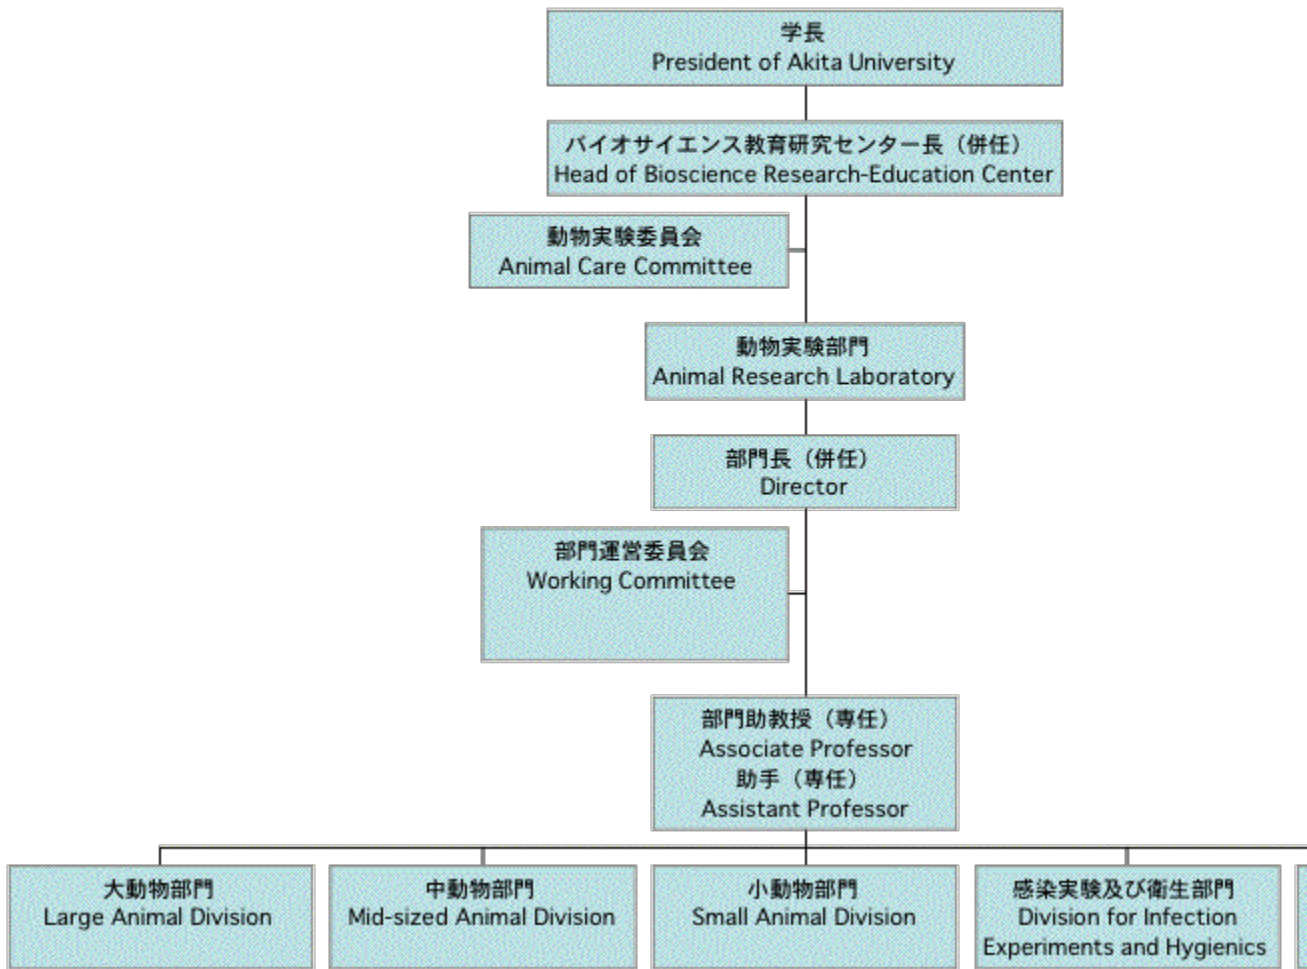 学長
President of Akita University
バイオサイエンス教育研究センター長（併任）
Head of Bioscience Research-Education Center
動物実験委員会
Animal Care Committee
動物実験部門
Animal Research Laboratory
部門長（併任）
Director
部門運営委員会
Working Committee
部門助教授（専任）
Associate Professor
助手（専任）
Assistant Professor
大動物部門
Large Animal Division
中動物部門
Mid-sized Animal Division
小動物部門
Small Animal Division
感染実験及び衛生部門
Division for Infection
Experiments and Hygienics